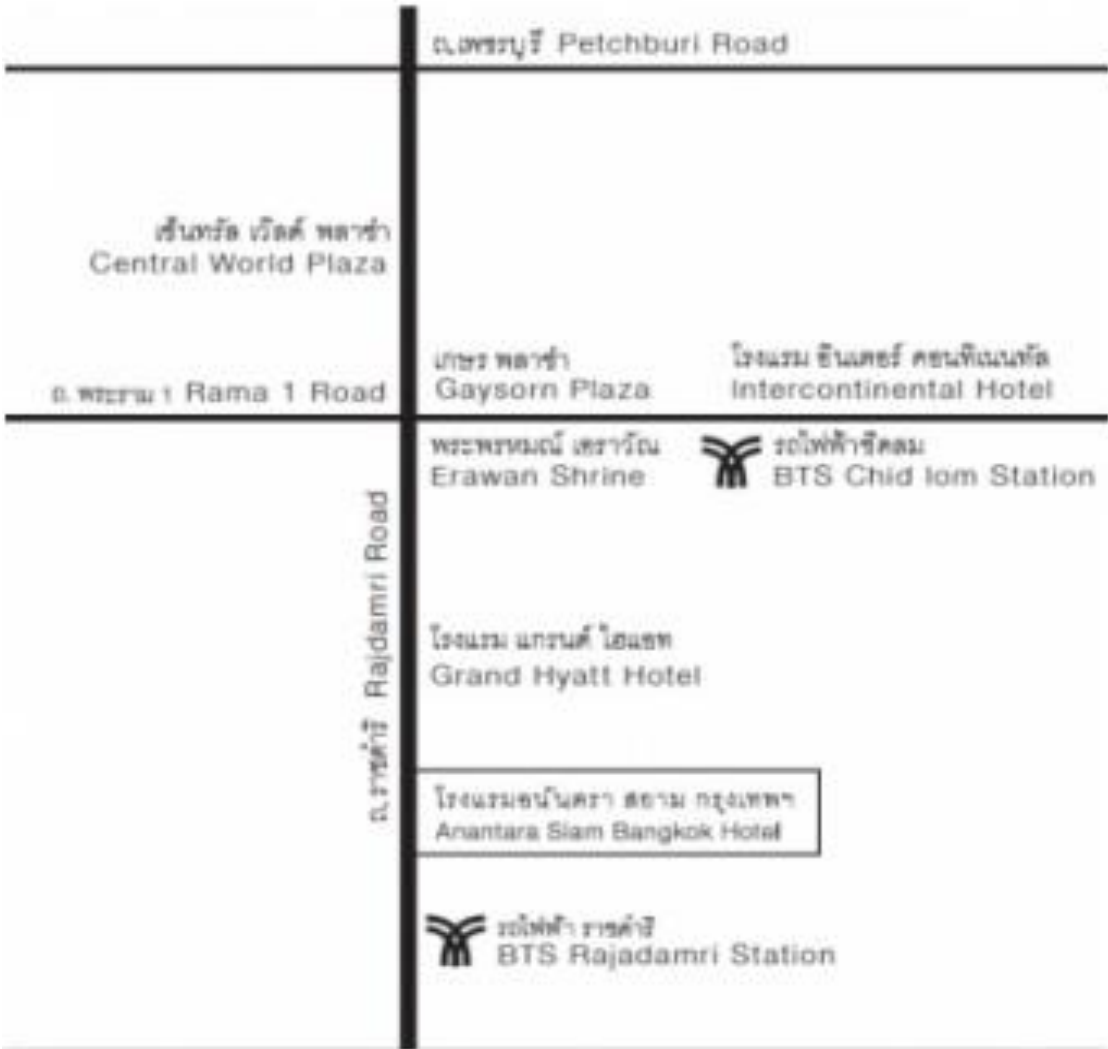 ถ.เพชรบุรี Petchburi Road
เซ็นทรัล เวิลด์ พลาซ่า
Central World Plaza
เกษร พลาซ่า
Gaysorn Plaza
โรงแรม อินเตอร์ คอนทิเนนทัล
Intercontinental Hotel
ถ. พระราม 1 Rama 1 Road
พระพรหมณ์ เอราวัณ
Erawan Shrine
รถไฟฟ้าชิดลม
BTS Chid lom Station
ถ.ราชดำริ Rajdamri Road
โรงแรม แกรนด์ ไฮแอท
Grand Hyatt Hotel
โรงแรมอนันตรา สยาม กรุงเทพฯ
Anantara Siam Bangkok Hotel
รถไฟฟ้า ราชดำริ
BTS Rajadamri Station